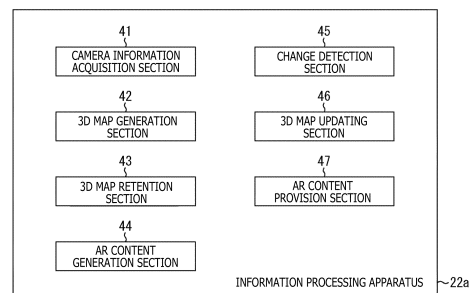 41
CAMERA INFORMATION
ACQUISITION SECTION
42
3D MAP GENERATION
SECTION
43
3D MAP RETENTION
SECTION
44
AR CONTENT
GENERATION SECTION
45
CHANGE DETECTION
SECTION
46
3D MAP UPDATING
SECTION
47
AR CONTENT
PROVISION SECTION
INFORMATION PROCESSING APPARATUS
22a